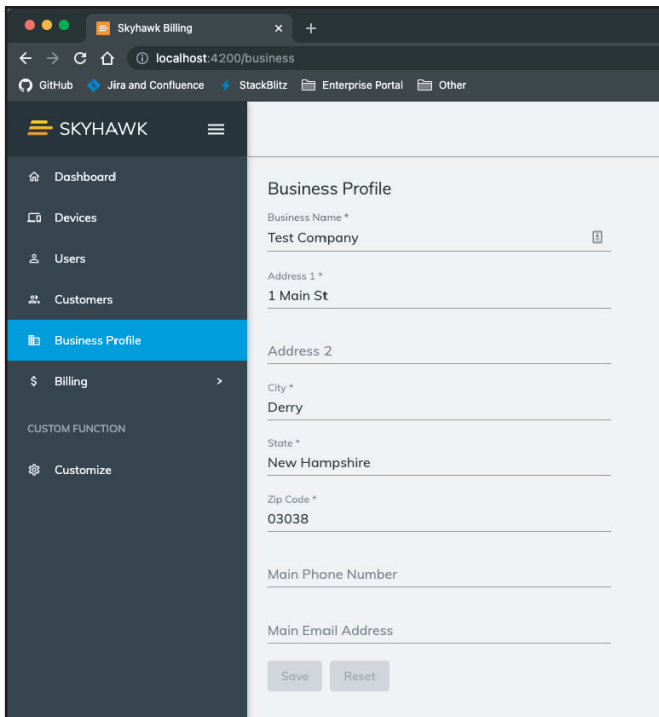 Skyhawk Billing
localhost:4200/business
GitHub Jira and Confluence StackBlitz Enterprise Portal Other
SKYHAWK
Dashboard
Devices
Users
Customers
Business Profile
Billing
CUSTOM FUNCTION
Customize
Business Profile
Business Name *
Test Company
Address 1 *
1 Main St
Address 2
City *
Derry
State *
New Hampshire
Zip Code *
03038
Main Phone Number
Main Email Address
Save Reset